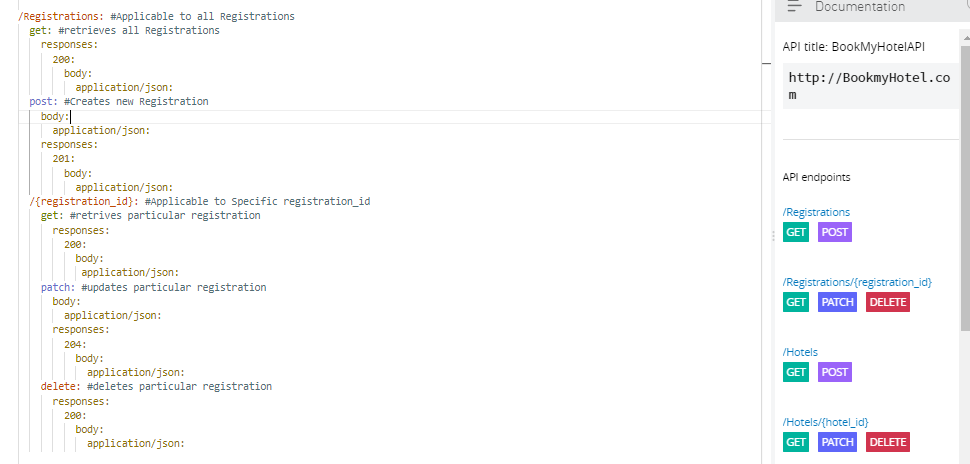 /Registrations: #Applicable to all Registrations
get: #retrieves all Registrations
responses:
200:
body:
application/json:
post: #Creates new Registration
body:
application/json:
responses:
201:
body:
application/json:
/{registration_id}: #Applicable to Specific registration_id
get: #retrives particular registration
responses:
200:
body:
application/json:
patch: #updates particular registration
body:
application/json:
responses:
204:
body:
application/json:
delete: #deletes particular registration
responses:
200:
body:
application/json:
Documentation
API title: BookMyHotelAPI
http://BookmyHotel.co
m
API endpoints
/Registrations
GET POST
/Registrations/{registration_id}
GET PATCH DELETE
/Hotels
GET POST
/Hotels/{hotel_id}
GET PATCH DELETE